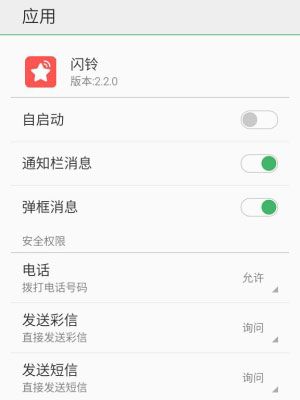 应用
闪铃
版本:2.2.0
自启动
通知栏消息
弹框消息
安全权限
电话
允许
拨打电话号码
发送彩信
询问
直接发送彩信
发送短信
询问
直接发送短信